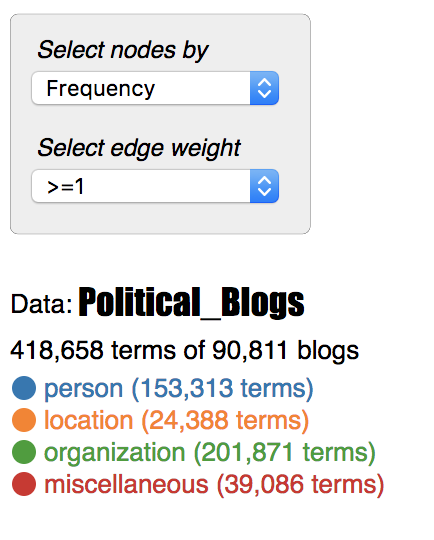 Select nodes by
Frequency
Select edge weight
>=1
Data: Political_Blogs
418,658 terms of 90,811 blogs
person (153,313 terms)
location (24,388 terms)
organization (201,871 terms)
miscellaneous (39,086 terms)